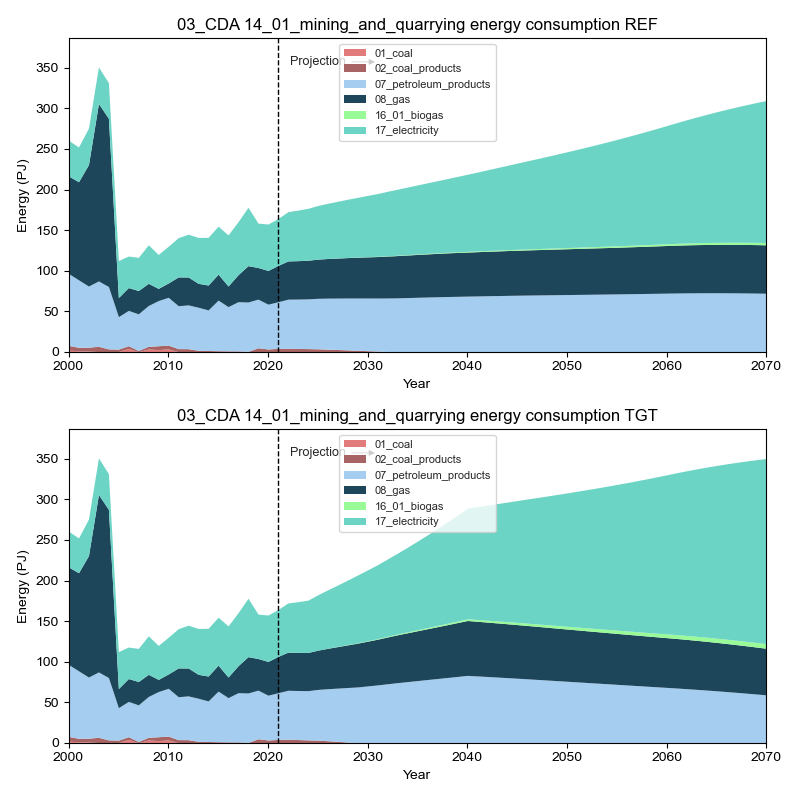 03_CDA 14_01_mining_and_quarrying energy consumption REF
Energy (PJ)
350
300
250
200
150
100
50
0
Projection
01_coal
02_coal_products
07_petroleum_products
08_gas
16_01_biogas
17_electricity
2000 2010 2020 2030 2040 2050 2060 2070
Year
03_CDA 14_01_mining_and_quarrying energy consumption TGT
Energy (PJ)
350
300
250
200
150
100
50
0
Projection
01_coal
02_coal_products
07_petroleum_products
08_gas
16_01_biogas
17_electricity
2000 2010 2020 2030 2040 2050 2060 2070
Year